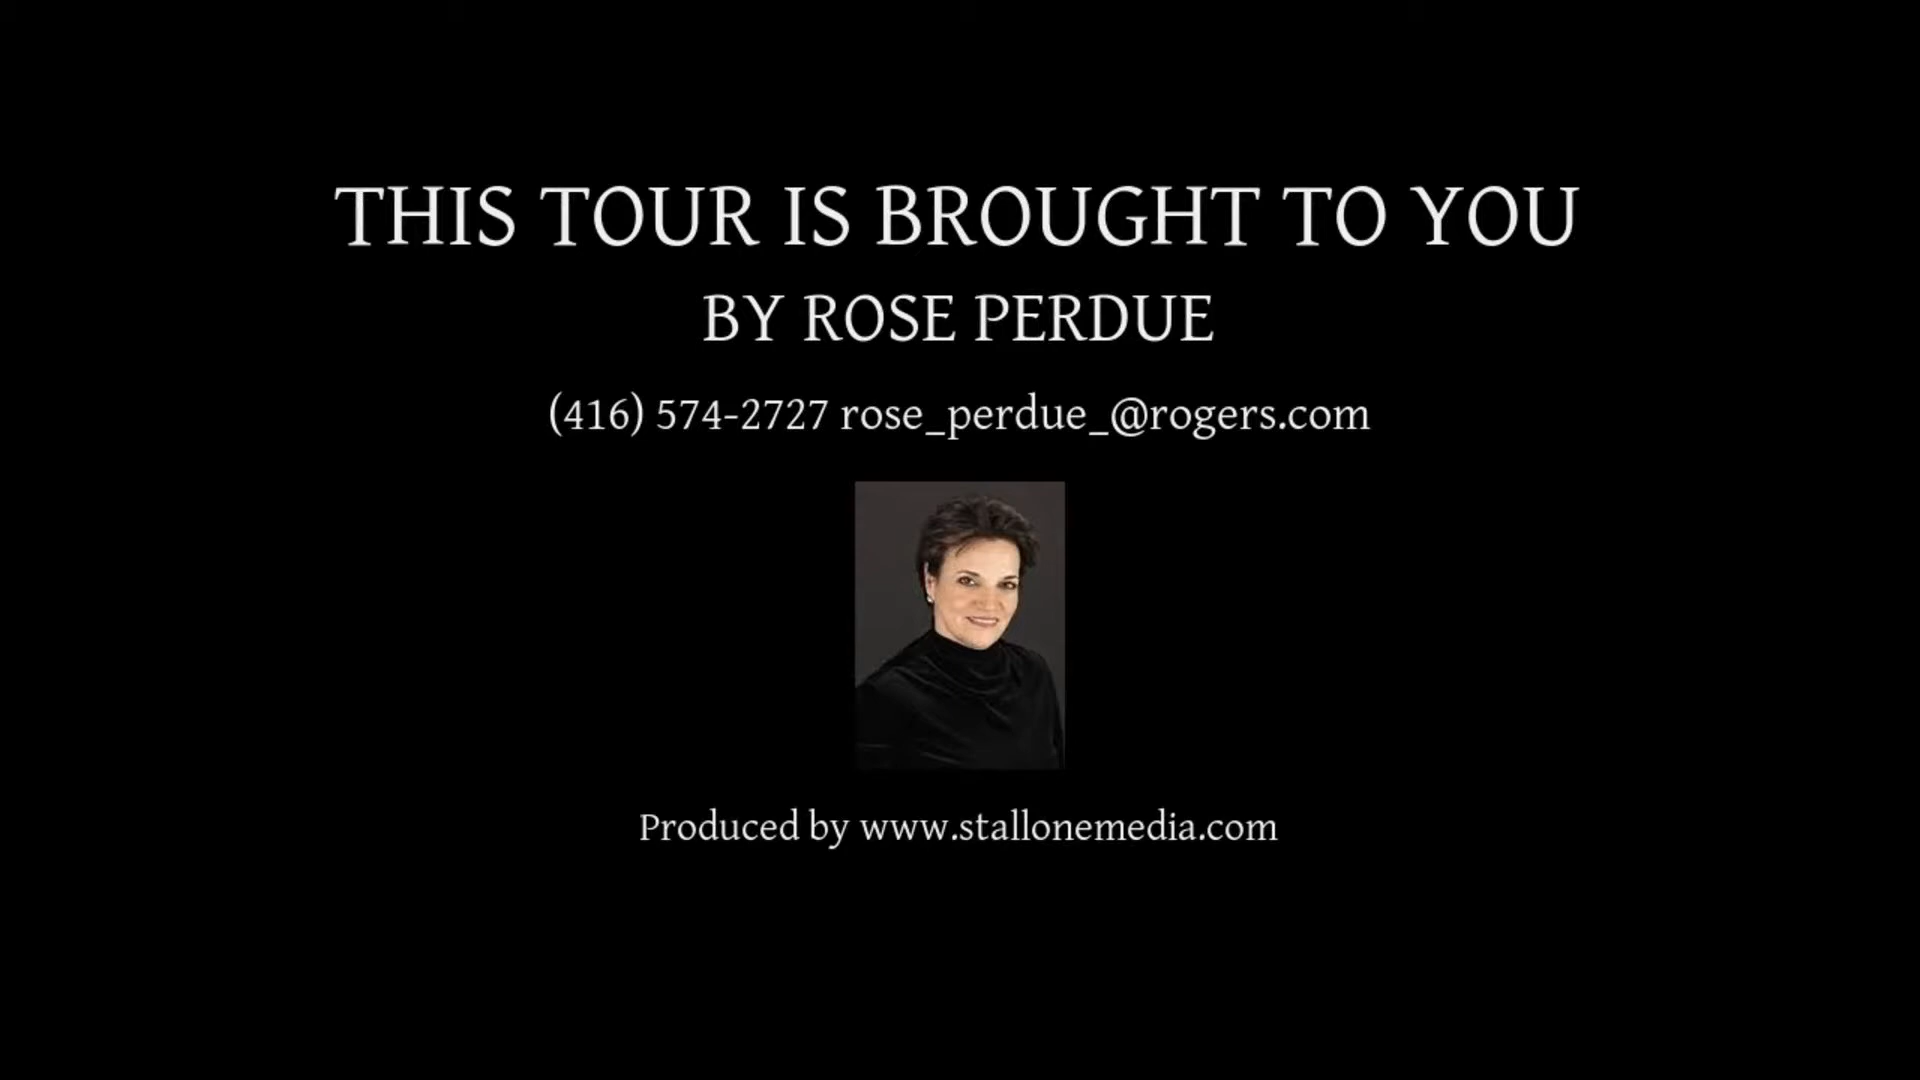 THIS TOUR IS BROUGHT TO YOU
BY ROSE PERDUE
(416) 574-2727 rose_perdue_@rogers.com
Produced by www.stallonemedia.com